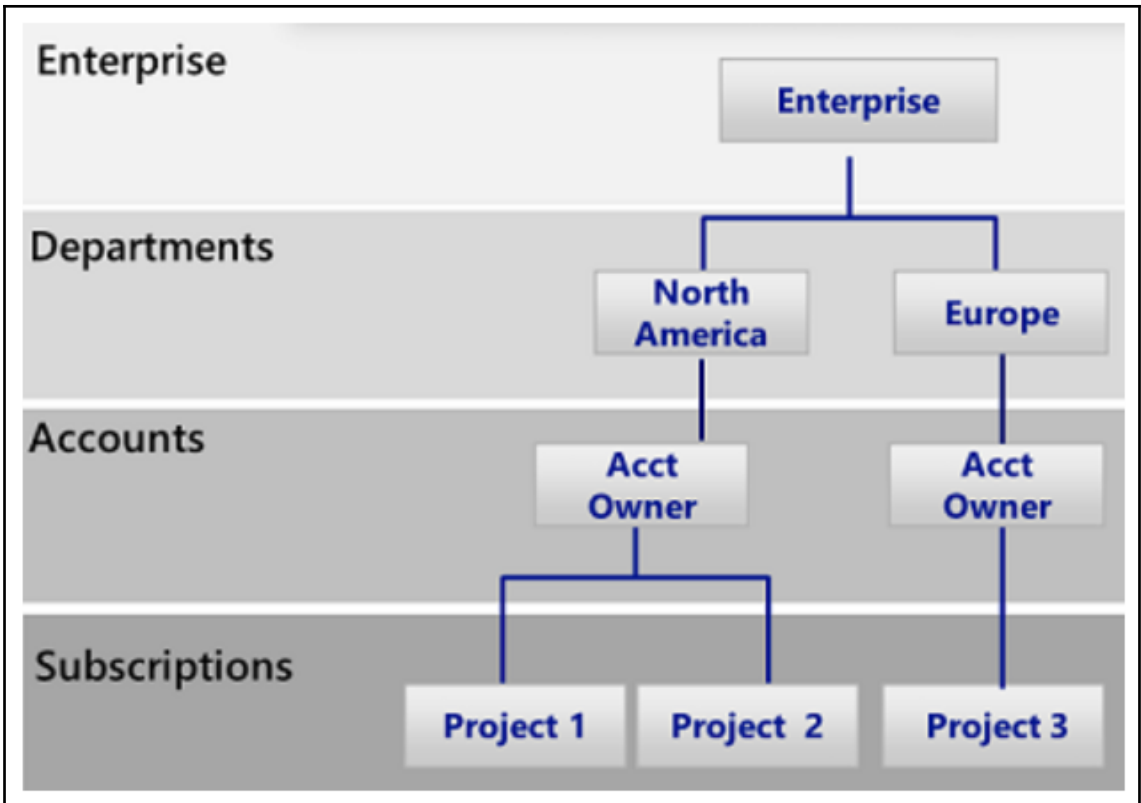 Enterprise
Enterprise
Departments
North
America
Europe
Accounts
Acct
Owner
Acct
Owner
Subscriptions
Project 1
Project 2
Project 3